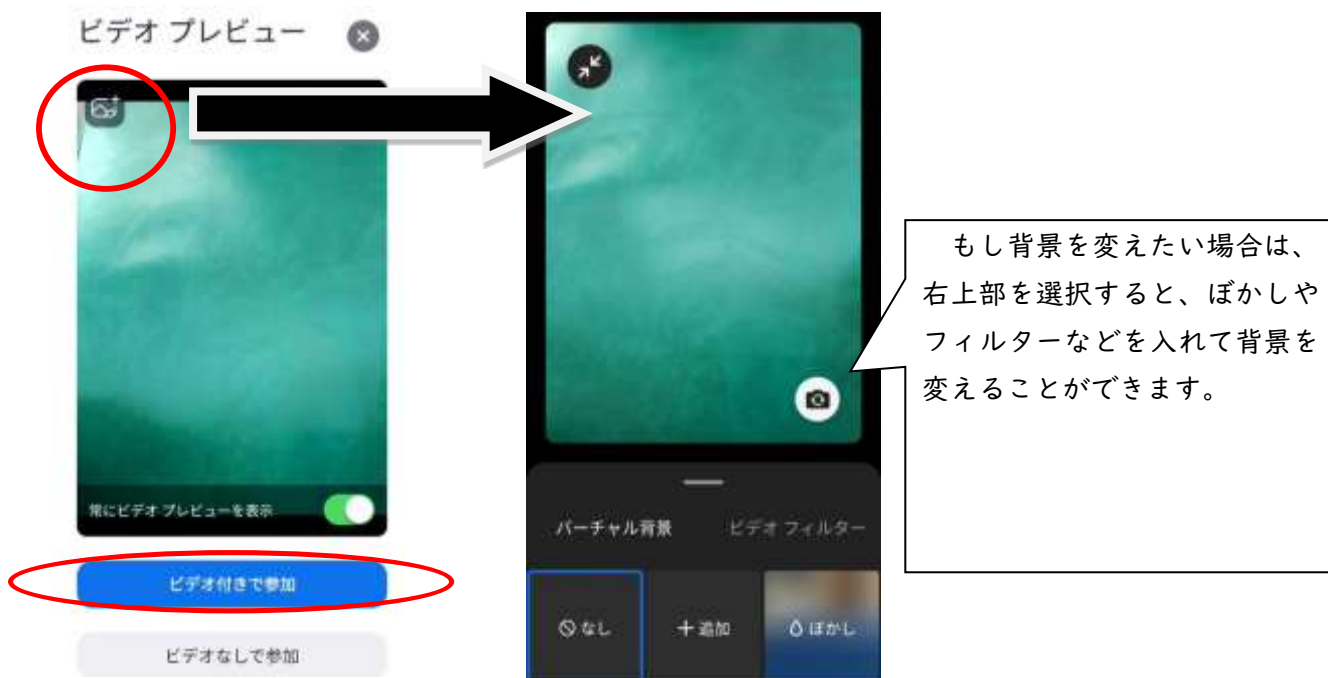 ビデオ プレビュー
常にビデオ プレビューを表示
ビデオ付きで参加
ビデオなしで参加
バーチャル背景 ビデオ フィルター
なし
追加
ぼかし
もし背景を変えたい場合は、
右上部を選択すると、ぼかしや
フィルターなどを入れて背景を
変えることができます。